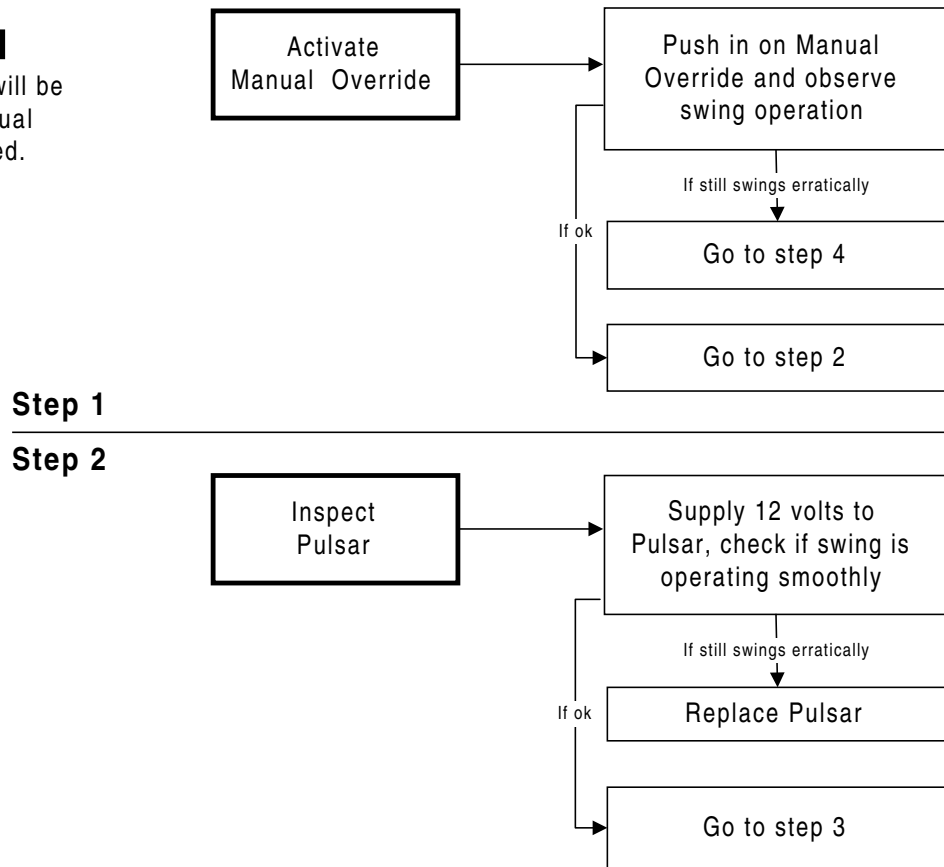 will be
ed.
Activate
Manual Override
Push in on Manual
Override and observe
swing operation
If still swings erratically
If ok
Go to step 4
Go to step 2
Step 1
Step 2
Inspect
Pulsar
Supply 12 volts to
Pulsar, check if swing is
operating smoothly
If still swings erratically
If ok
Replace Pulsar
Go to step 3